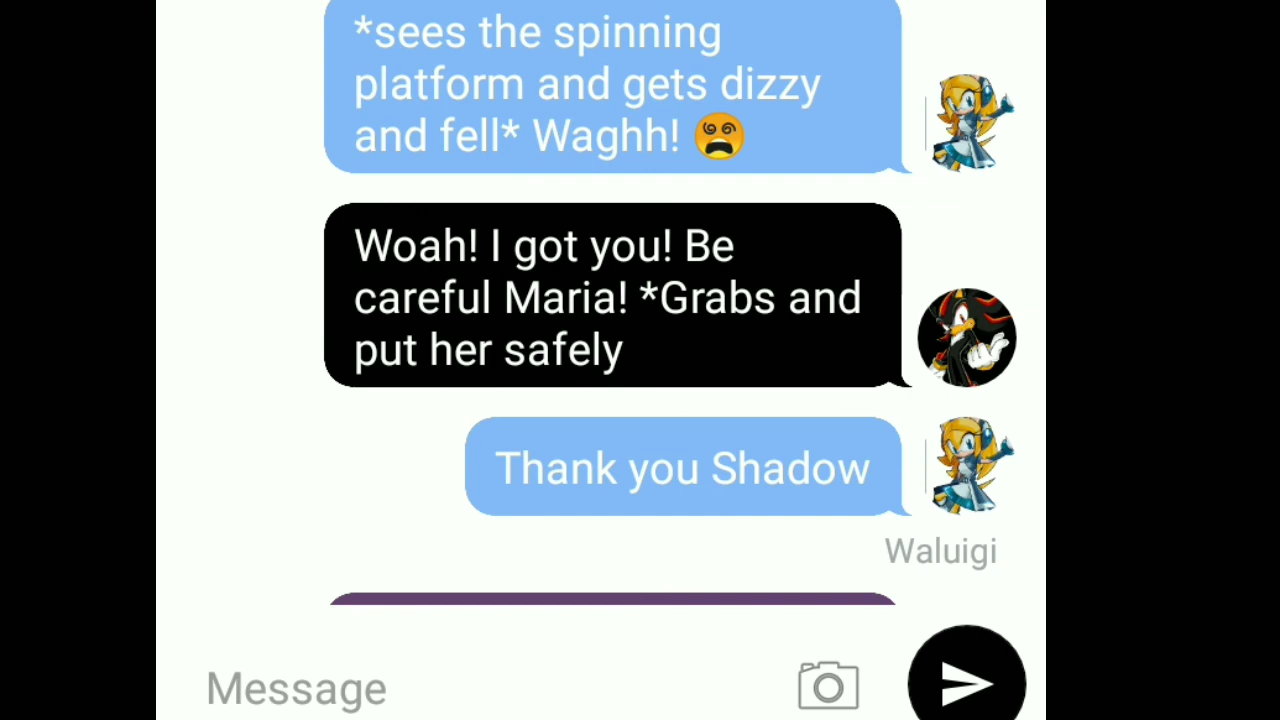 *sees the spinning
platform and gets dizzy
and fell* Waghh! 😵
Woah! I got you! Be
careful Maria! *Grabs and
put her safely
Thank you Shadow
Waluigi
Message